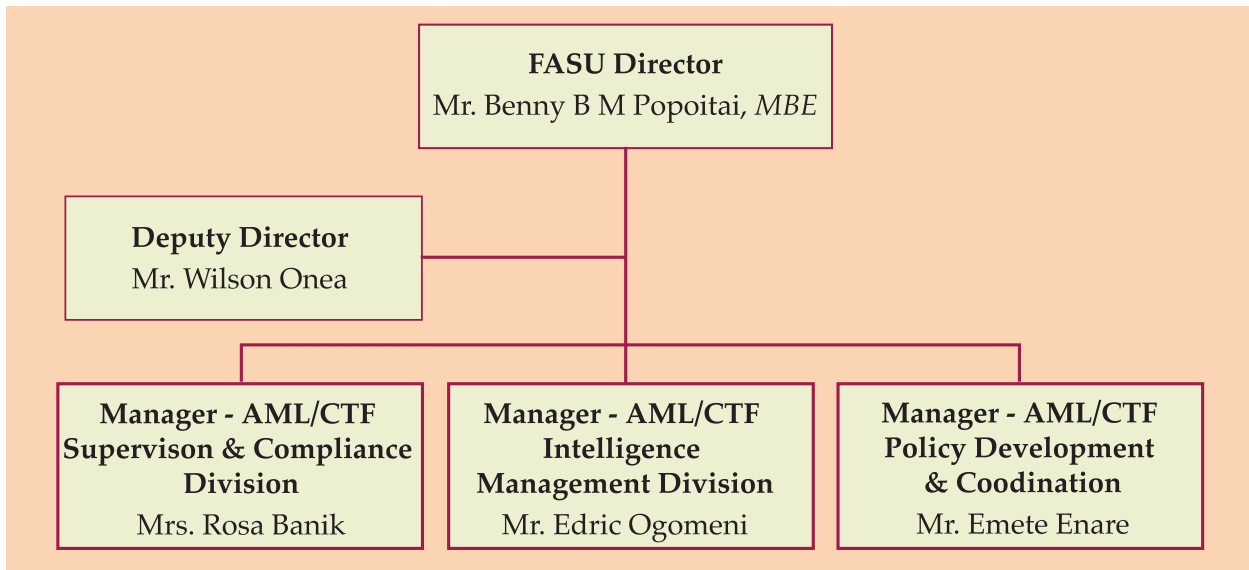 FASU Director
Mr. Benny B M Popoitai, MBE
Deputy Director
Mr. Wilson Onea
Manager - AML/CTF
Supervison & Compliance
Division
Mrs. Rosa Banik
Manager - AML/CTF
Intelligence
Management Division
Mr. Edric Ogomeni
Manager - AML/CTF
Policy Development
& Coodination
Mr. Emete Enare